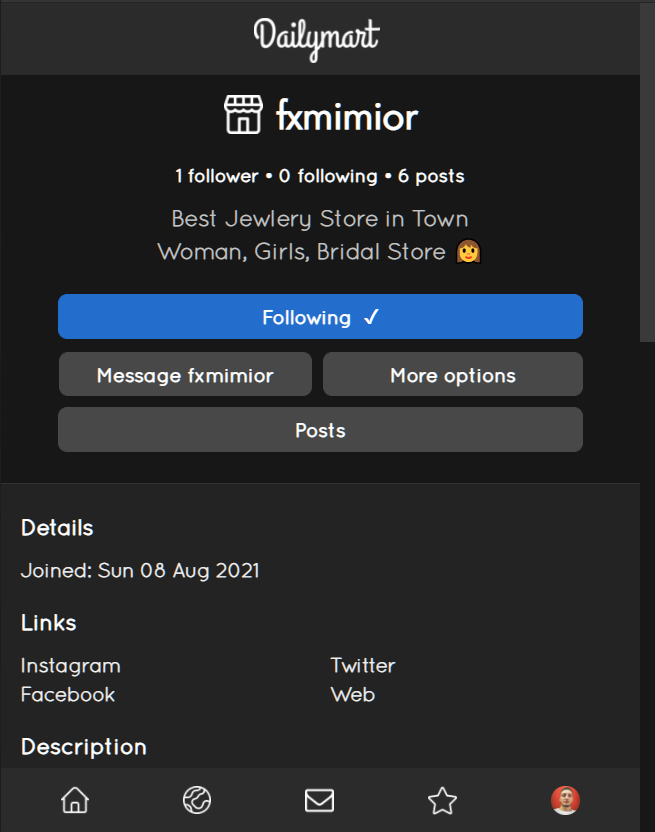 Dailymart
fxmimior
1 follower • 0 following • 6 posts
Best Jewlery Store in Town
Woman, Girls, Bridal Store 👩
Following ✓
Message fxmimior
More options
Posts
Details
Joined: Sun 08 Aug 2021
Links
Instagram
Twitter
Facebook
Web
Description